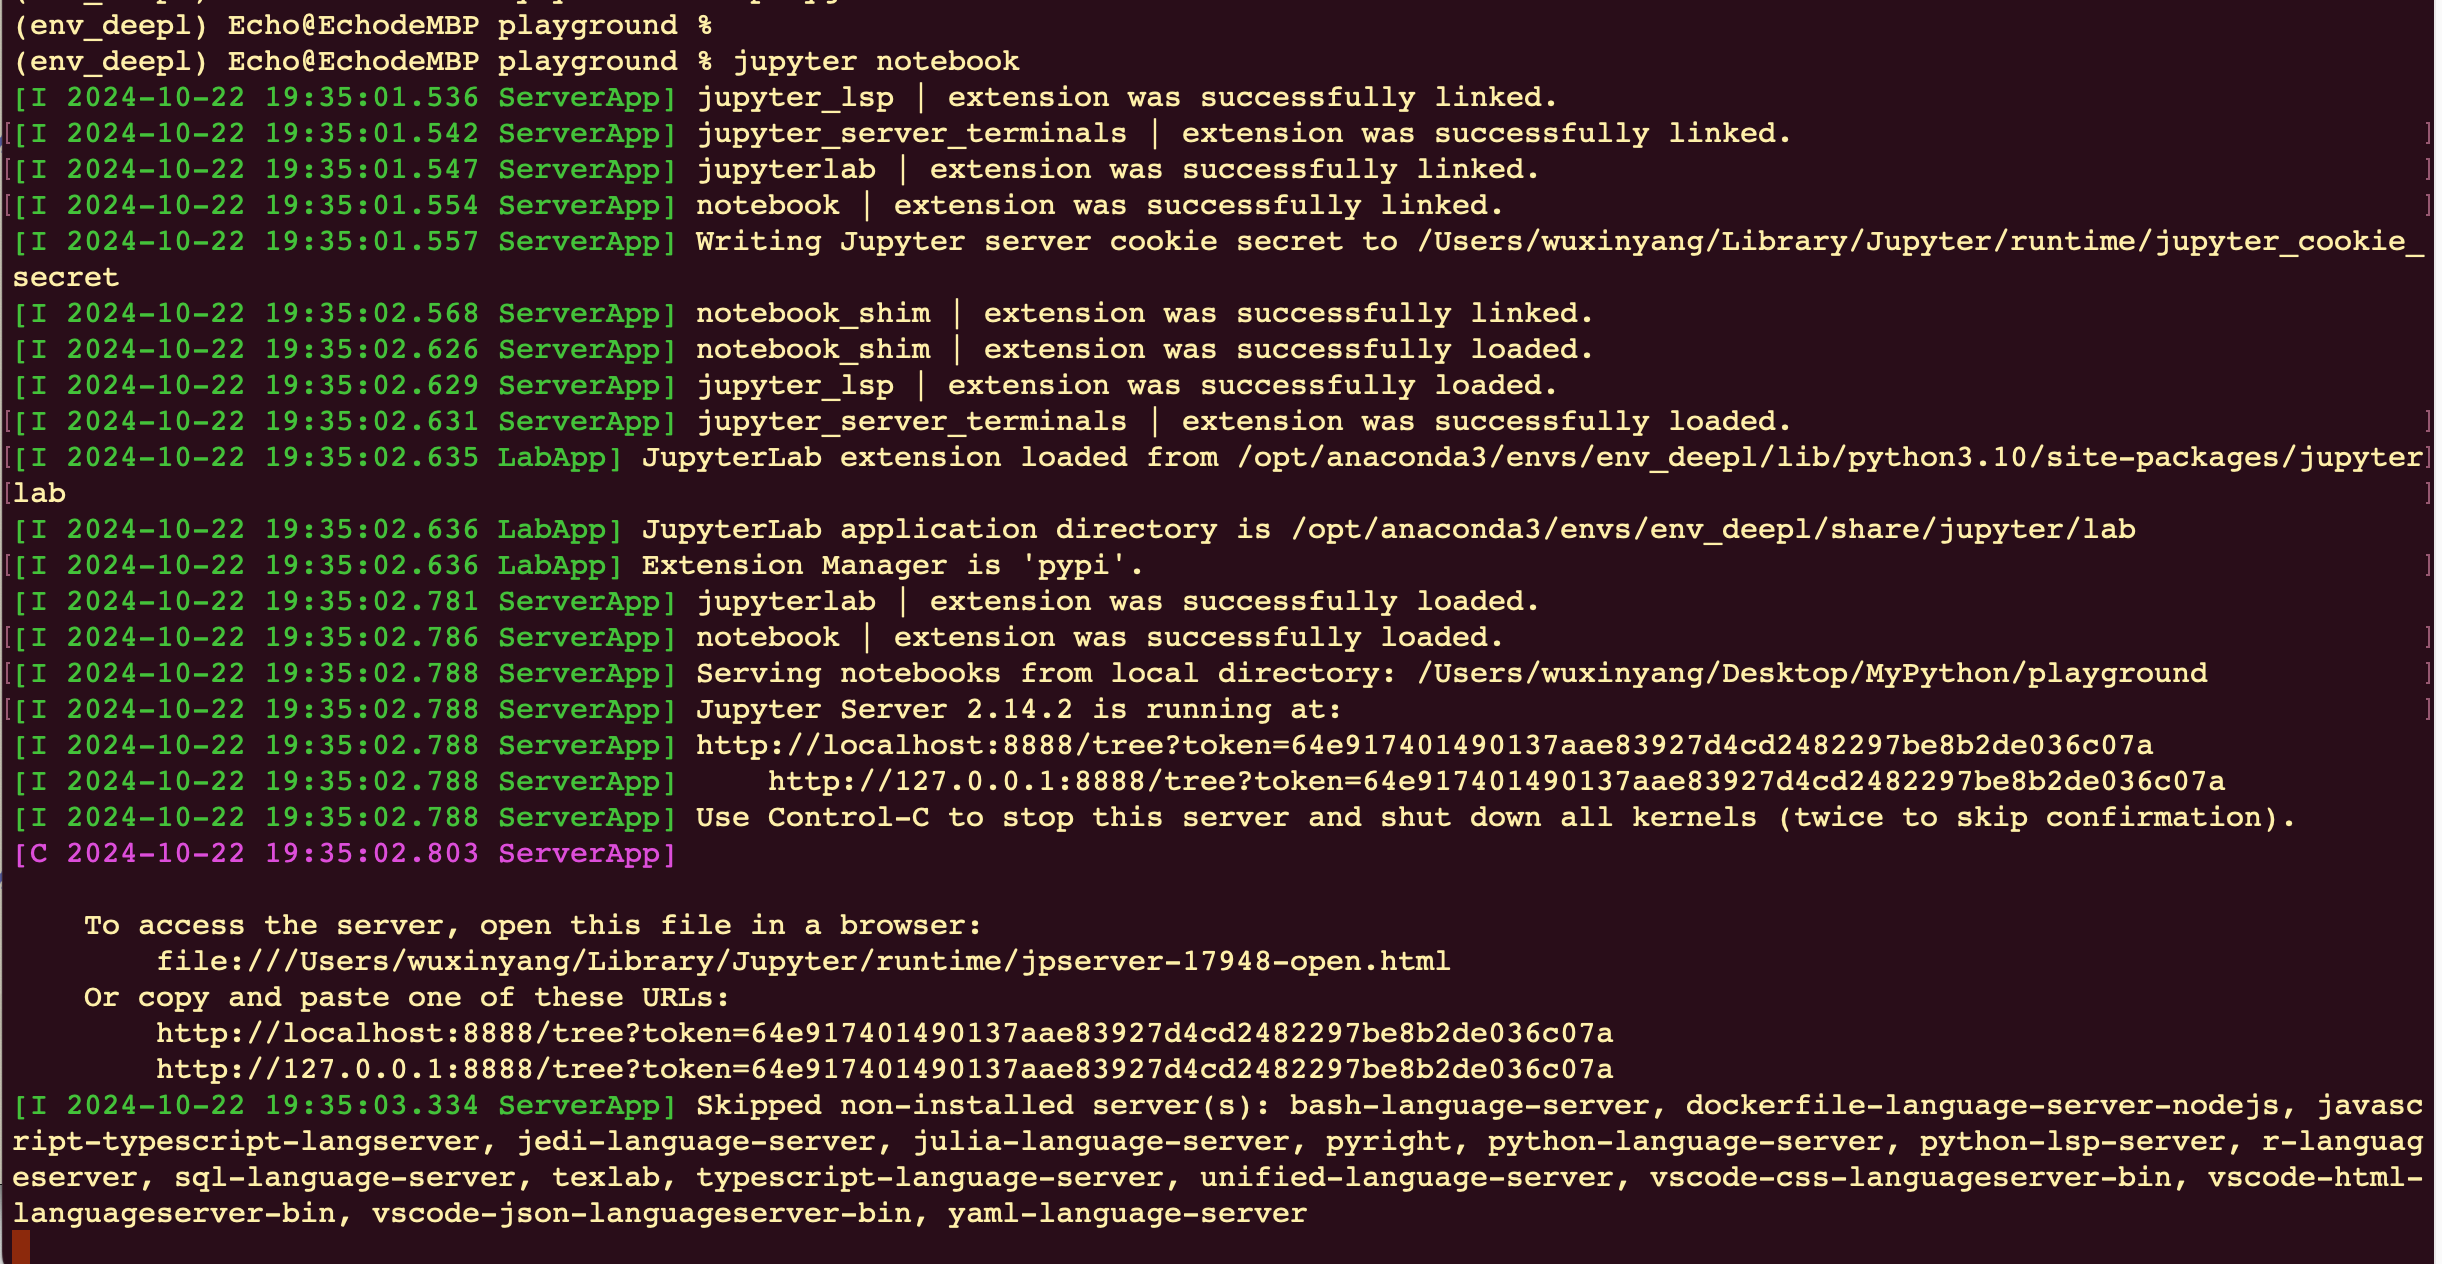 (env_deepl) Echo@EchodeMBP playground %
(env_deepl) Echo@EchodeMBP playground % jupyter notebook
[I 2024-10-22 19:35:01.536 ServerApp] jupyter_lsp | extension was successfully linked.
[I 2024-10-22 19:35:01.542 ServerApp] jupyter_server_terminals | extension was successfully linked.
[I 2024-10-22 19:35:01.547 ServerApp] jupyterlab | extension was successfully linked.
[I 2024-10-22 19:35:01.554 ServerApp] notebook | extension was successfully linked.
[I 2024-10-22 19:35:01.557 ServerApp] Writing Jupyter server cookie secret to /Users/wuxinyang/Library/Jupyter/runtime/jupyter_cookie_
secret
[I 2024-10-22 19:35:02.568 ServerApp] notebook_shim | extension was successfully linked.
[I 2024-10-22 19:35:02.626 ServerApp] notebook_shim | extension was successfully loaded.
[I 2024-10-22 19:35:02.629 ServerApp] jupyter_lsp | extension was successfully loaded.
[I 2024-10-22 19:35:02.631 ServerApp] jupyter_server_terminals | extension was successfully loaded.
[I 2024-10-22 19:35:02.635 LabApp] JupyterLab extension loaded from /opt/anaconda3/envs/env_deepl/lib/python3.10/site-packages/jupyter
lab
[I 2024-10-22 19:35:02.636 LabApp] JupyterLab application directory is /opt/anaconda3/envs/env_deepl/share/jupyter/lab
[I 2024-10-22 19:35:02.636 LabApp] Extension Manager is 'pypi'.
[I 2024-10-22 19:35:02.781 ServerApp] jupyterlab | extension was successfully loaded.
[I 2024-10-22 19:35:02.786 ServerApp] notebook | extension was successfully loaded.
[I 2024-10-22 19:35:02.788 ServerApp] Serving notebooks from local directory: /Users/wuxinyang/Desktop/MyPython/playground
[I 2024-10-22 19:35:02.788 ServerApp] Jupyter Server 2.14.2 is running at:
[I 2024-10-22 19:35:02.788 ServerApp] http://localhost:8888/tree?token=64e917401490137aae83927d4cd2482297be8b2de036c07a
[I 2024-10-22 19:35:02.788 ServerApp]     http://127.0.0.1:8888/tree?token=64e917401490137aae83927d4cd2482297be8b2de036c07a
[I 2024-10-22 19:35:02.788 ServerApp] Use Control-C to stop this server and shut down all kernels (twice to skip confirmation).
[C 2024-10-22 19:35:02.803 ServerApp]
To access the server, open this file in a browser:
file:///Users/wuxinyang/Library/Jupyter/runtime/jpserver-17948-open.html
Or copy and paste one of these URLs:
http://localhost:8888/tree?token=64e917401490137aae83927d4cd2482297be8b2de036c07a
http://127.0.0.1:8888/tree?token=64e917401490137aae83927d4cd2482297be8b2de036c07a
[I 2024-10-22 19:35:03.334 ServerApp] Skipped non-installed server(s): bash-language-server, dockerfile-language-server-nodejs, javasc
ript-typescript-langserver, jedi-language-server, julia-language-server, pyright, python-language-server, python-lsp-server, r-languag
eserver, sql-language-server, texlab, typescript-language-server, unified-language-server, vscode-css-languageserver-bin, vscode-html-
languageserver-bin, vscode-json-languageserver-bin, yaml-language-server